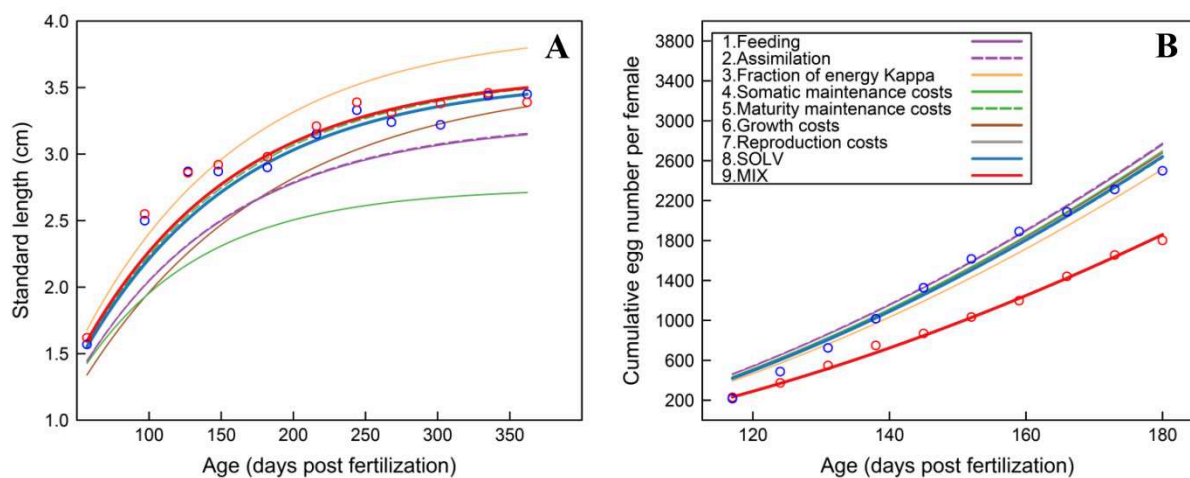 A
4.0
3.5
3.0
2.5
2.0
1.5
1.0
Standard length (cm)
100 150 200 250 300 350
Age (days post fertilization)
B
3800
3400
3000
2600
2200
1800
1400
1000
600
200
Cumulative egg number per female
1.Feeding
2.Assimilation
3.Fraction of energy Kappa
4.Somatic maintenance costs
5.Maturity maintenance costs
6.Growth costs
7.Reproduction costs
8.SOLV
9.MIX
120 140 160 180
Age (days post fertilization)